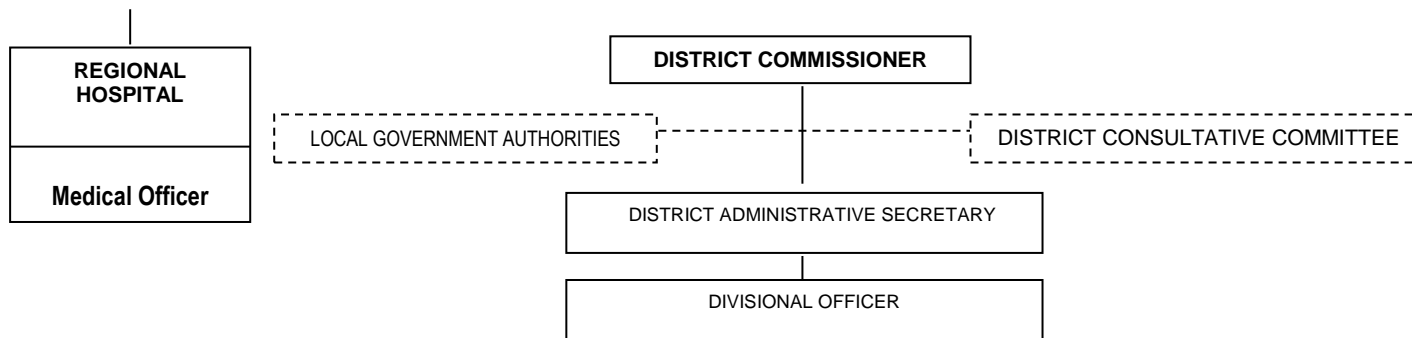 REGIONAL
HOSPITAL
Medical Officer
DISTRICT COMMISSIONER
LOCAL GOVERNMENT AUTHORITIES
DISTRICT CONSULTATIVE COMMITTEE
DISTRICT ADMINISTRATIVE SECRETARY
DIVISIONAL OFFICER